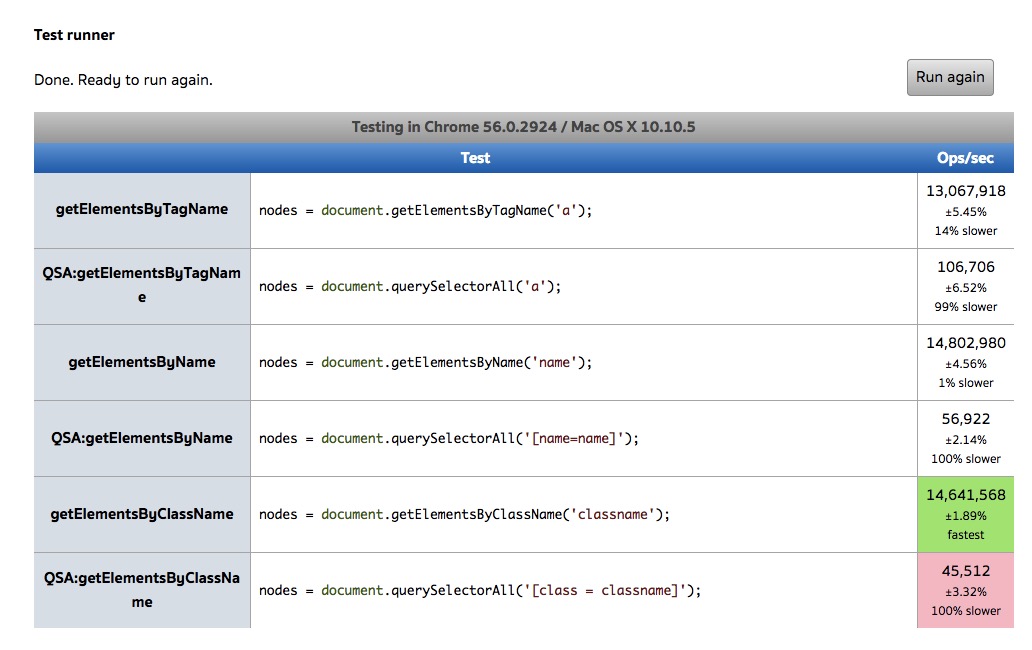 Test runner
Done. Ready to run again.
Run again
Testing in Chrome 56.0.2924 / Mac OS X 10.10.5
Test
Ops/sec
getElementsByTagName
nodes = document.getElementsByTagName('a');
13,067,918
±5.45%
14% slower
QSA:getElementsByTagNam
e
nodes = document.querySelectorAll('a');
106,706
±6.52%
99% slower
getElementsByName
nodes = document.getElementsByName('name');
14,802,980
±4.56%
1% slower
QSA:getElementsByName
nodes = document.querySelectorAll('[name=name]');
56,922
±2.14%
100% slower
getElementsByClassName
nodes = document.getElementsByClassName('classname');
14,641,568
±1.89%
fastest
QSA:getElementsByClassNa
me
nodes = document.querySelectorAll('[class = classname]');
45,512
±3.32%
100% slower